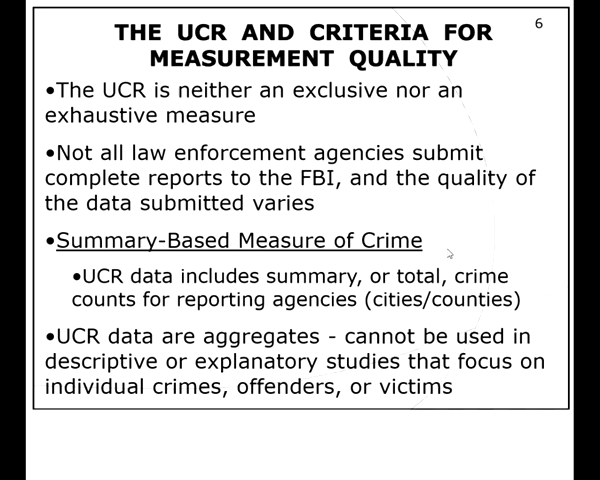 6
THE UCR AND CRITERIA FOR
MEASUREMENT QUALITY
•The UCR is neither an exclusive nor an
exhaustive measure
•Not all law enforcement agencies submit
complete reports to the FBI, and the quality of
the data submitted varies
•Summary-Based Measure of Crime
•UCR data includes summary, or total, crime
counts for reporting agencies (cities/counties)
•UCR data are aggregates - cannot be used in
descriptive or explanatory studies that focus on
individual crimes, offenders, or victims